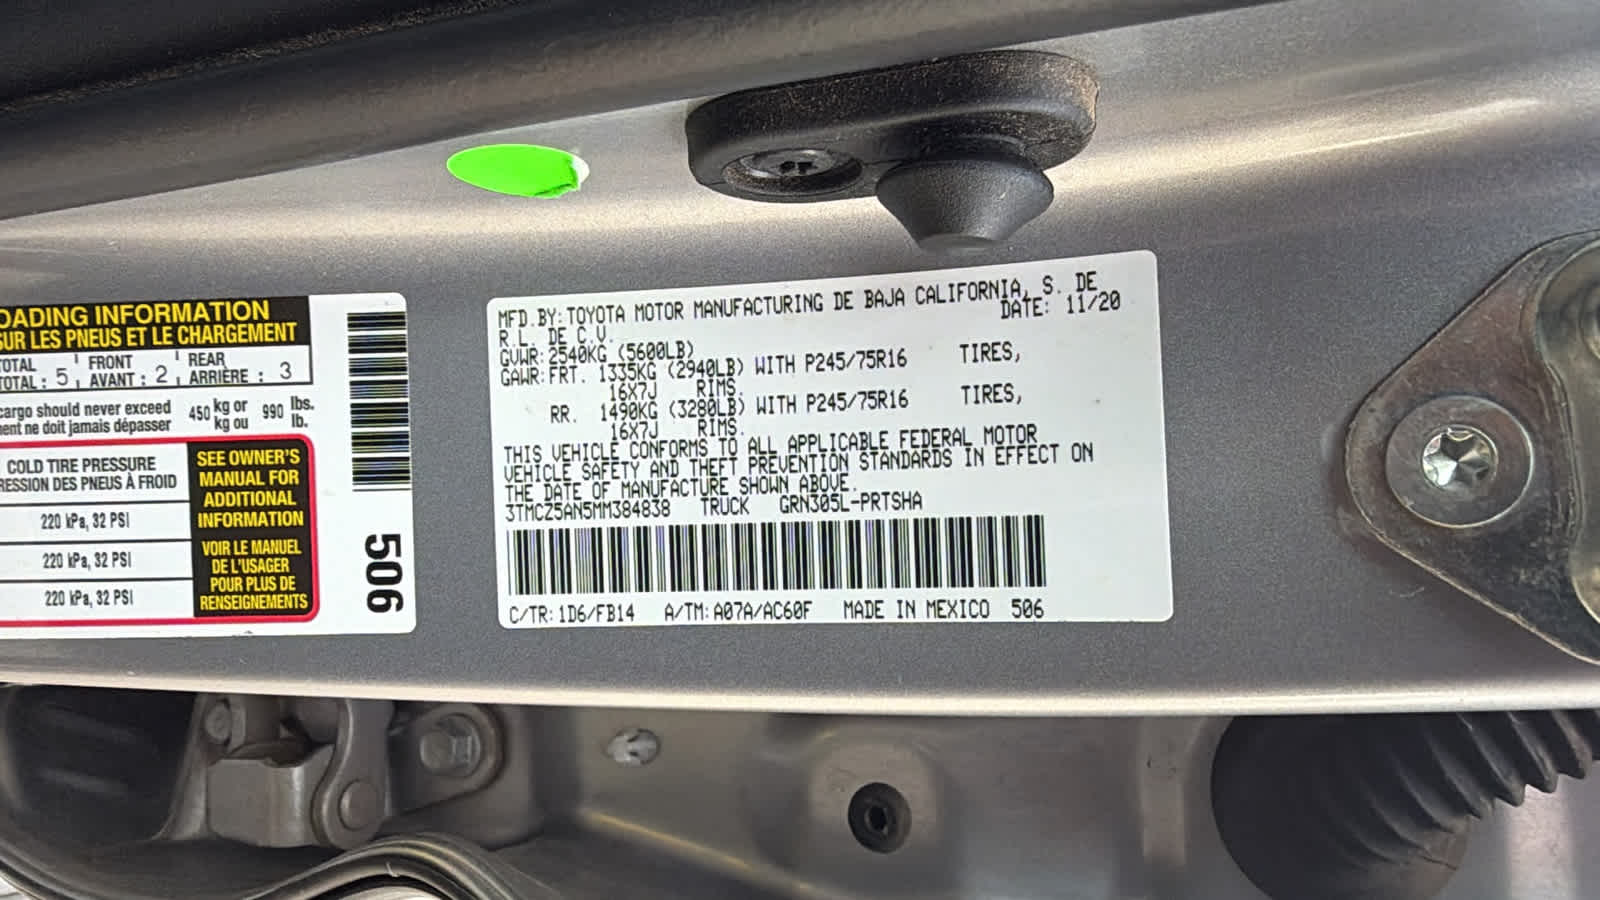 OADING INFORMATION
SUR LES PNEUS ET LE CHARGEMENT
TOTAL FRONT REAR
TOTAL : 5 AVANT : 2 ARRIÈRE : 3
cargo should never exceed 450 kg or 990 lbs.
ent ne doit jamais dépasser kg ou lb.
COLD TIRE PRESSURE
RESSION DES PNEUS À FROID
220 kPa, 32 PSI
220 kPa, 32 PSI
220 kPa, 32 PSI
SEE OWNER'S
MANUAL FOR
ADDITIONAL
INFORMATION
VOIR LE MANUEL
DE L'USAGER
POUR PLUS DE
RENSEIGNEMENTS
506
MFD.BY: TOYOTA MOTOR MANUFACTURING DE BAJA CALIFORNIA, S. DE
R.L. DE C.V. DATE: 11/20
GVWR: 2540KG (5600LB)
GAWR: FRT. 1335KG (2940LB) WITH P245/75R16 TIRES,
16X7J RIMS.
RR. 1490KG (3280LB) WITH P245/75R16 TIRES,
16X7J RIMS.
THIS VEHICLE CONFORMS TO ALL APPLICABLE FEDERAL MOTOR
VEHICLE SAFETY AND THEFT PREVENTION STANDARDS IN EFFECT ON
THE DATE OF MANUFACTURE SHOWN ABOVE.
3TMCZ5AN5MM384838 TRUCK GRN305L-PRTSHA
C/TR: 1D6/FB14 A/TM: A07A/AC60F MADE IN MEXICO 506